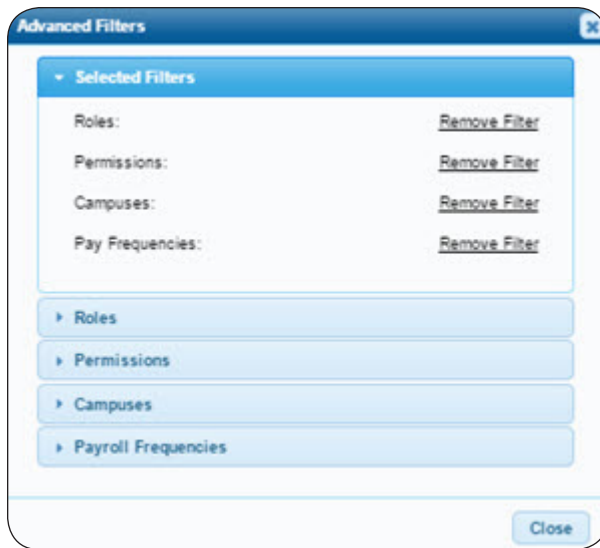 Advanced Filters
Selected Filters
Roles: Remove Filter
Permissions: Remove Filter
Campuses: Remove Filter
Pay Frequencies: Remove Filter
Roles
Permissions
Campuses
Payroll Frequencies
Close